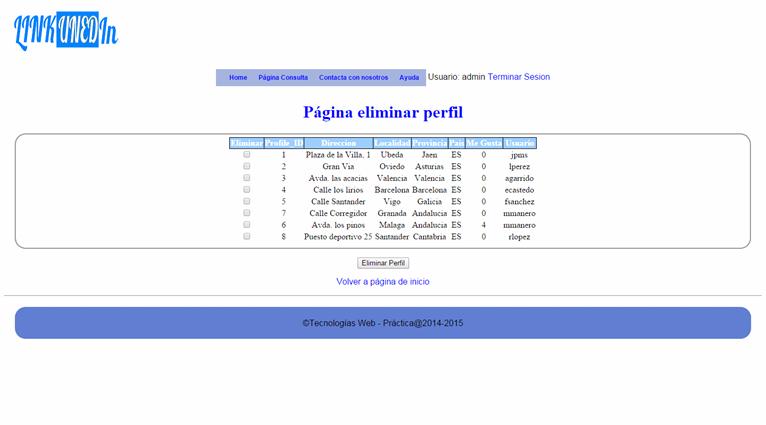 LINKUNEDIn
Home Página Consulta Contacta con nosotros Ayuda Usuario: admin Terminar Sesion
Página eliminar perfil
Eliminar Profile_ID Direccion Localidad Provincia Pais Me Gusta Usuario
1 Plaza de la Villa, 1 Ubeda Jaen ES 0 jpms
2 Gran Via Oviedo Asturias ES 0 lperez
3 Avda. las acacias Valencia Valencia ES 0 agarrido
4 Calle los lirios Barcelona Barcelona ES 0 ecastedo
5 Calle Santander Vigo Galicia ES 0 fsanchez
7 Calle Corregidor Granada Andalucia ES 0 mmanero
6 Avda. los pinos Malaga Andalucia ES 4 mmanero
8 Puesto deportivo 25 Santander Cantabria ES 0 rlopez
Eliminar Perfil
Volver a página de inicio
©Tecnologías Web - Práctica@2014-2015